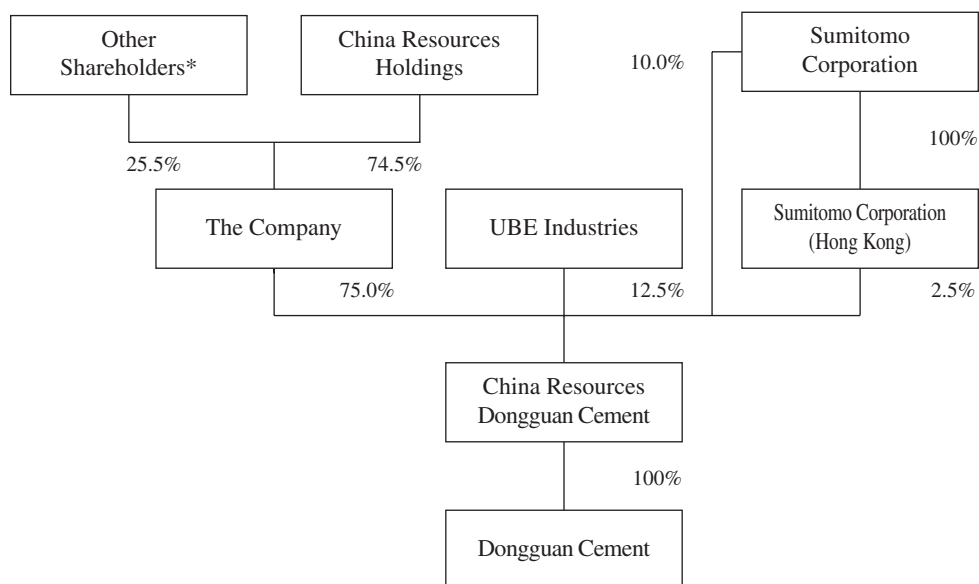 Other
Shareholders*
China Resources
Holdings
10.0%
Sumitomo
Corporation
25.5%
74.5%
100%
The Company
UBE Industries
Sumitomo Corporation
(Hong Kong)
75.0%
12.5%
2.5%
China Resources
Dongguan Cement
100%
Dongguan Cement